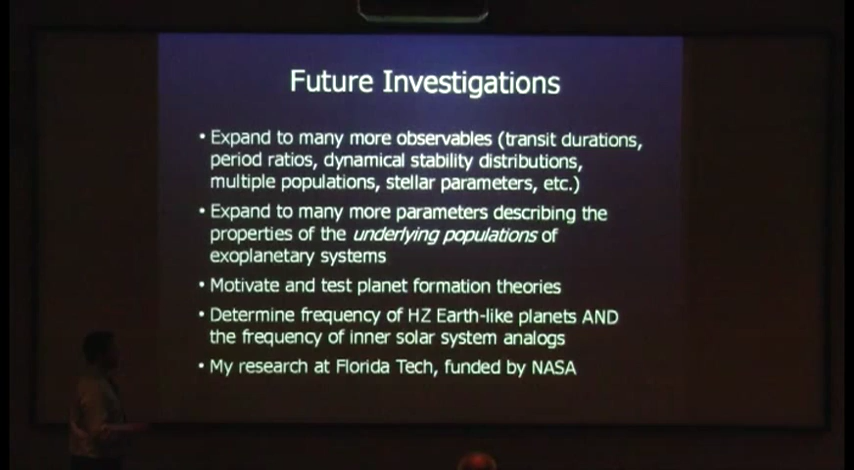 Future Investigations
• Expand to many more observables (transit durations,
period ratios, dynamical stability distributions,
multiple populations, stellar parameters, etc.)
• Expand to many more parameters describing the
properties of the underlying populations of
exoplanetary systems
• Motivate and test planet formation theories
• Determine frequency of HZ Earth-like planets AND
the frequency of inner solar system analogs
• My research at Florida Tech, funded by NASA